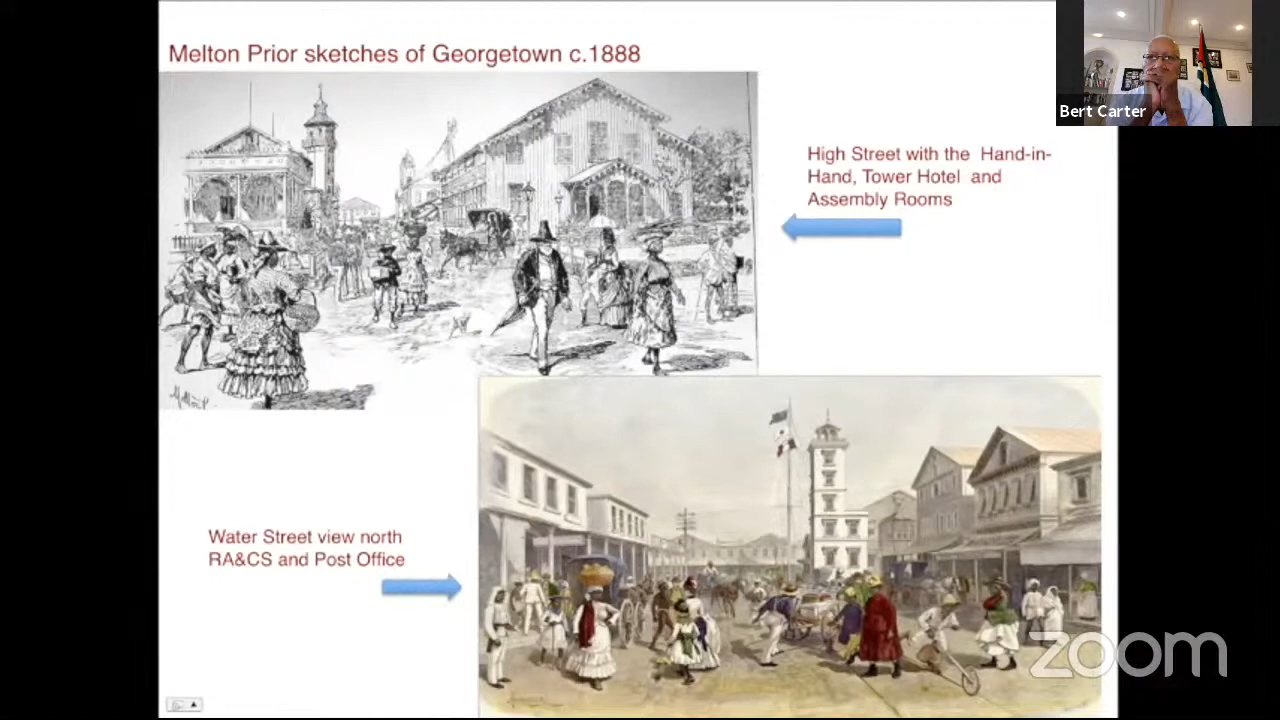 Melton Prior sketches of Georgetown c.1888
Bert Carter
High Street with the Hand-in-
Hand, Tower Hotel and
Assembly Rooms
Water Street view north
RA&CS and Post Office
zoom